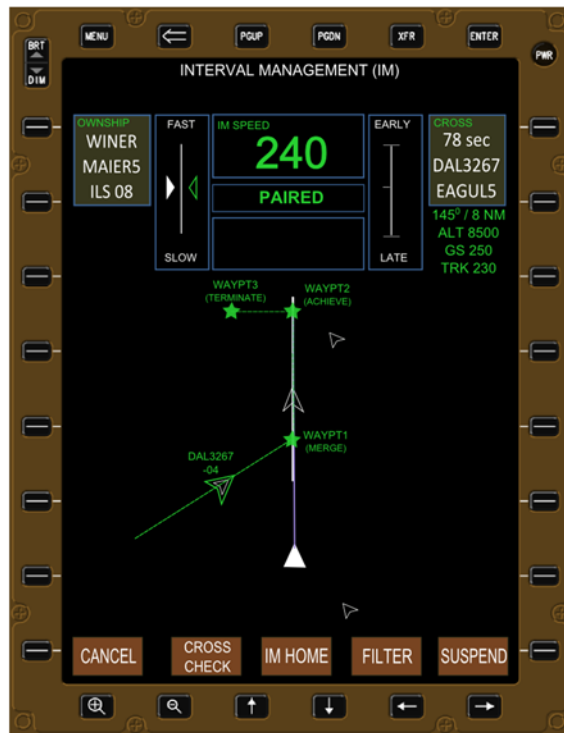 MENU
PGUP
PGDN
XFR
ENTER
BRT
DIM
PWR
INTERVAL MANAGEMENT (IM)
OWNSHIP
WINER
MAIER5
ILS 08
FAST
SLOW
IM SPEED
240
PAIRED
EARLY
LATE
CROSS
78 sec
DAL3267
EAGUL5
145⁰ / 8 NM
ALT 8500
GS 250
TRK 230
WAYPT3
(TERMINATE)
WAYPT2
(ACHIEVE)
WAYPT1
(MERGE)
DAL3267
-04
CANCEL
CROSS
CHECK
IM HOME
FILTER
SUSPEND